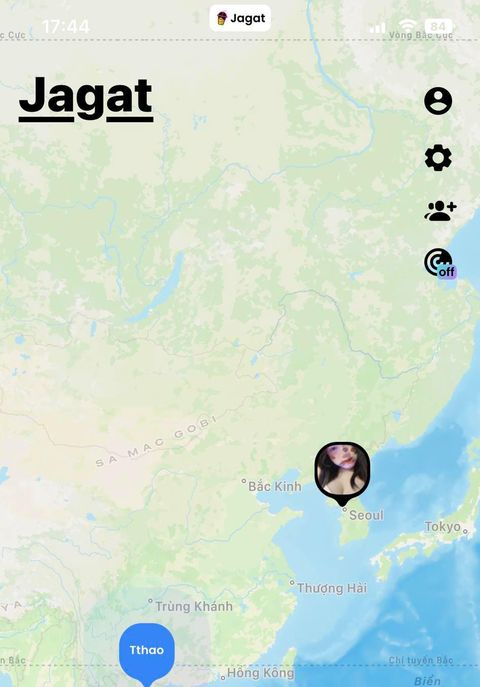 Jagat
17:44
84
c Cực
Vòng Bắc Cực
Jagat
off
SA MẠC GOBI
Bắc Kinh
Seoul
Tokyo
Thượng Hải
Trùng Khánh
YA
Tthao
n Bắc
Chí tuyến Bắc
Hồng Kông
Biển